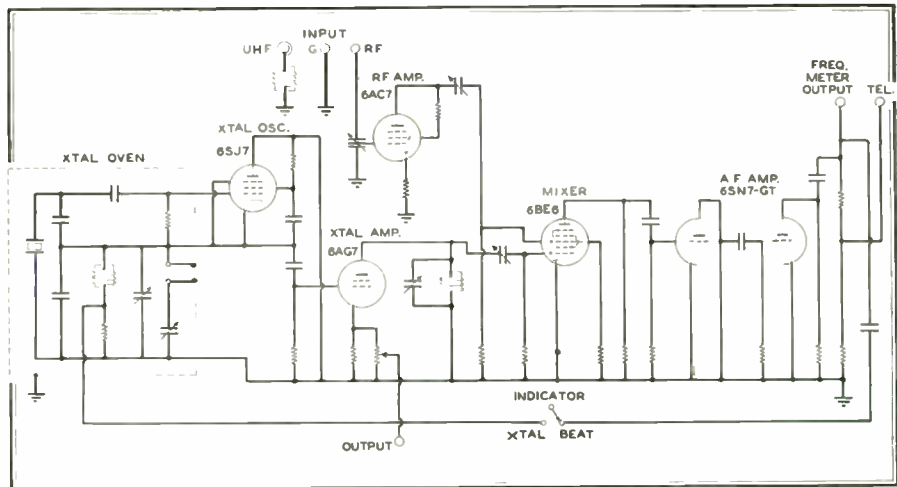 INPUT
UHF G RF
RF AMP.
6AC7
FREQ.
METER
OUTPUT TEL.
XTAL OSC.
6SJ7
XTAL OVEN
MIXER
6BE6
A F AMP.
6SN7-GT
XTAL AMP.
6AG7
INDICATOR
XTAL BEAT
OUTPUT